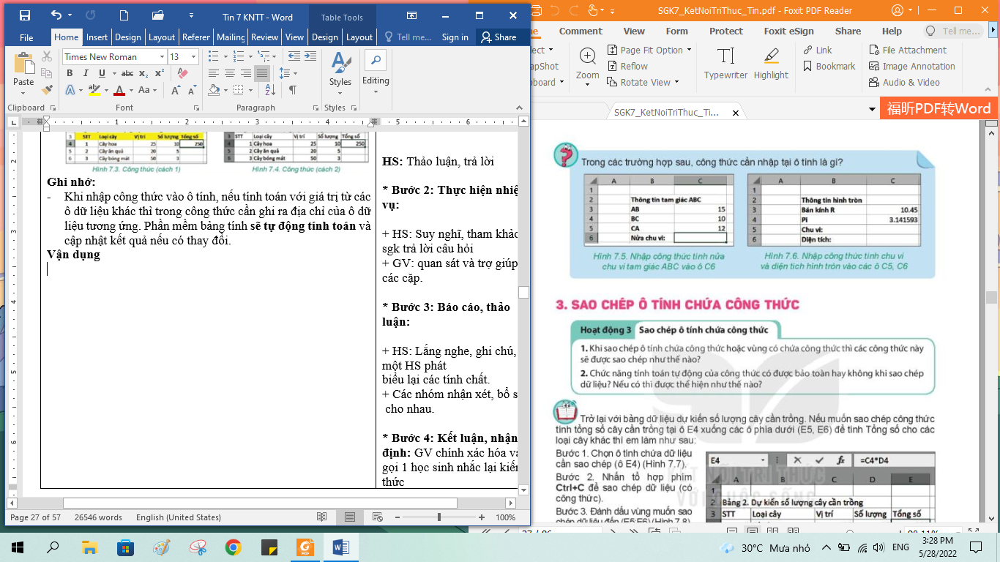 Tin 7 KNTT - Word
Table Tools
File Home Insert Design Layout Referer Mailing Review View Design Layout Tell me... Sign in Share
Paste
Times New Roman 13
Styles Editing
Clipboard Font Paragraph Styles
3 STT Loại cây Vị trí Số lượng Tổng số
4 1 Cây hoa 25 10 250
5 2 Cây ăn quả 20 5
6 3 Cây bóng mát 50 3
3 STT Loại cây Vị trí Số lượng Tổng số
4 1 Cây hoa 25 10 250
5 2 Cây ăn quả 20 5
6 3 Cây bóng mát 50 3
Hình 7.3. Công thức (cách 1)
Hình 7.4. Công thức (cách 2)
Ghi nhớ:
- Khi nhập công thức vào ô tính, nếu tính toán với giá trị từ các
ô dữ liệu khác thì trong công thức cần ghi ra địa chỉ của ô dữ
liệu tương ứng. Phần mềm bảng tính sẽ tự động tính toán và
cập nhật kết quả nếu có thay đổi.
Vận dụng
HS: Thảo luận, trả lời
* Bước 2: Thực hiện nhiệ
vụ:
+ HS: Suy nghĩ, tham khảo
sgk trả lời câu hỏi
+ GV: quan sát và trợ giúp
các cặp.
* Bước 3: Báo cáo, thảo
luận:
+ HS: Lắng nghe, ghi chú,
một HS phát
biểu lại các tính chất.
+ Các nhóm nhận xét, bổ s
cho nhau.
* Bước 4: Kết luận, nhận
định: GV chính xác hóa và
gọi 1 học sinh nhắc lại kiến
thức
Page 27 of 57 26546 words English (United States) 100%
SGK7_KetNoiTriThuc_Tin.pdf - Foxit PDF Reader
Comment View Form Protect Foxit eSign Share Help Tell me...
Zoom
Page Fit Option
Reflow
Rotate View
Typewriter Highlight
Link
Bookmark
File Attachment
Image Annotation
Audio & Video
SGK7_KetNoiTriThuc_Ti...
福昕PDF转Word
Trong các trường hợp sau, công thức cần nhập tại ô tính là gì?
A B C
1
2 Thông tin tam giác ABC
3 AB 15
4 BC 10
5 CA 12
6 Nửa chu vi:
Hình 7.5. Nhập công thức tính nửa
chu vi tam giác ABC vào ô C6
A B C
1
2 Thông tin hình tròn
3 Bán kính R 10.45
4 Pi 3.141593
5 Chu vi:
6 Diện tích:
Hình 7.6. Nhập công thức tính chu vi
và diện tích hình tròn vào các ô C5, C6
3. SAO CHÉP Ô TÍNH CHỨA CÔNG THỨC
Hoạt động 3 Sao chép ô tính chứa công thức
1. Khi sao chép ô tính chứa công thức hoặc vùng có chứa công thức thì các công thức này
sẽ được sao chép như thế nào?
2. Chức năng tính toán tự động của công thức có được bảo toàn hay không khi sao chép
dữ liệu? Nếu có thì được thể hiện như thế nào?
Trở lại với bảng dữ liệu dự kiến số lượng cây cần trồng. Nếu muốn sao chép công thức
tính tổng số cây cần trồng tại ô E4 xuống các ô phía dưới (E5, E6) để tính Tổng số cho các
loại cây khác thì em làm như sau:
Bước 1. Chọn ô tính chứa dữ liệu
cần sao chép (ô E4) (Hình 7.7).
Bước 2. Nhấn tổ hợp phím
Ctrl+C để sao chép dữ liệu (có
công thức).
Bước 3. Đánh dấu vùng muốn sao
chép dữ liệu đến (E5:E6)(Hình 7.8)
E4 fx =C4*D4
A B C D E
1
2 Bảng 2. Dự kiến số lượng cây cần trồng
3 STT Loại cây Vị trí Số lượng Tổng số
KẾT NỐI TRI THỨC
VỚI CUỘC SỐNG
30°C Mưa nhỏ ENG
3:28 PM
5/28/2022